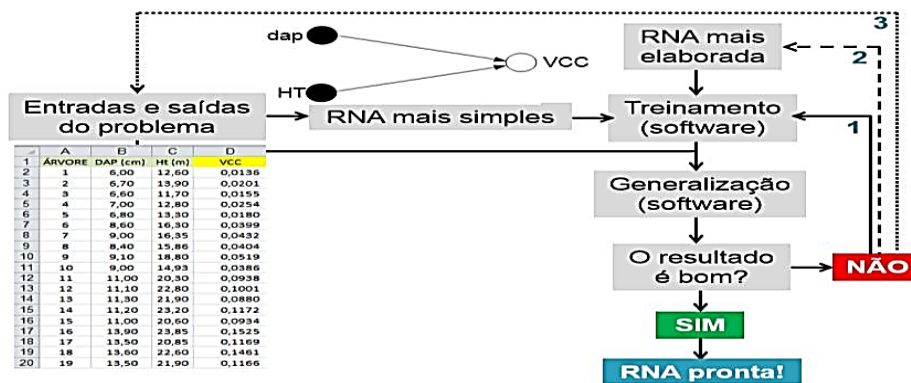 3
dap
VCC
HT
RNA mais
elaborada
2
Entradas e saídas
do problema
RNA mais simples
Treinamento
(software)
1
A B C D
1 ÁRVORE DAP (cm) Ht (m) VCC
2 1 6,00 12,60 0,0136
3 2 6,70 13,90 0,0201
4 3 6,60 11,70 0,0155
5 4 7,00 12,80 0,0254
6 5 6,80 13,30 0,0180
7 6 8,60 16,30 0,0399
8 7 9,00 16,35 0,0432
9 8 8,40 15,86 0,0404
10 9 9,10 18,80 0,0519
11 10 9,00 14,93 0,0386
12 11 11,00 20,30 0,0938
13 12 11,10 22,80 0,1001
14 13 11,30 21,90 0,0880
15 14 11,20 23,20 0,1172
16 15 11,00 20,60 0,0934
17 16 13,90 23,85 0,1525
18 17 13,50 20,85 0,1169
19 18 13,60 22,60 0,1461
20 19 13,50 21,90 0,1166
Generalização
(software)
O resultado
é bom?
NÃO
SIM
RNA pronta!